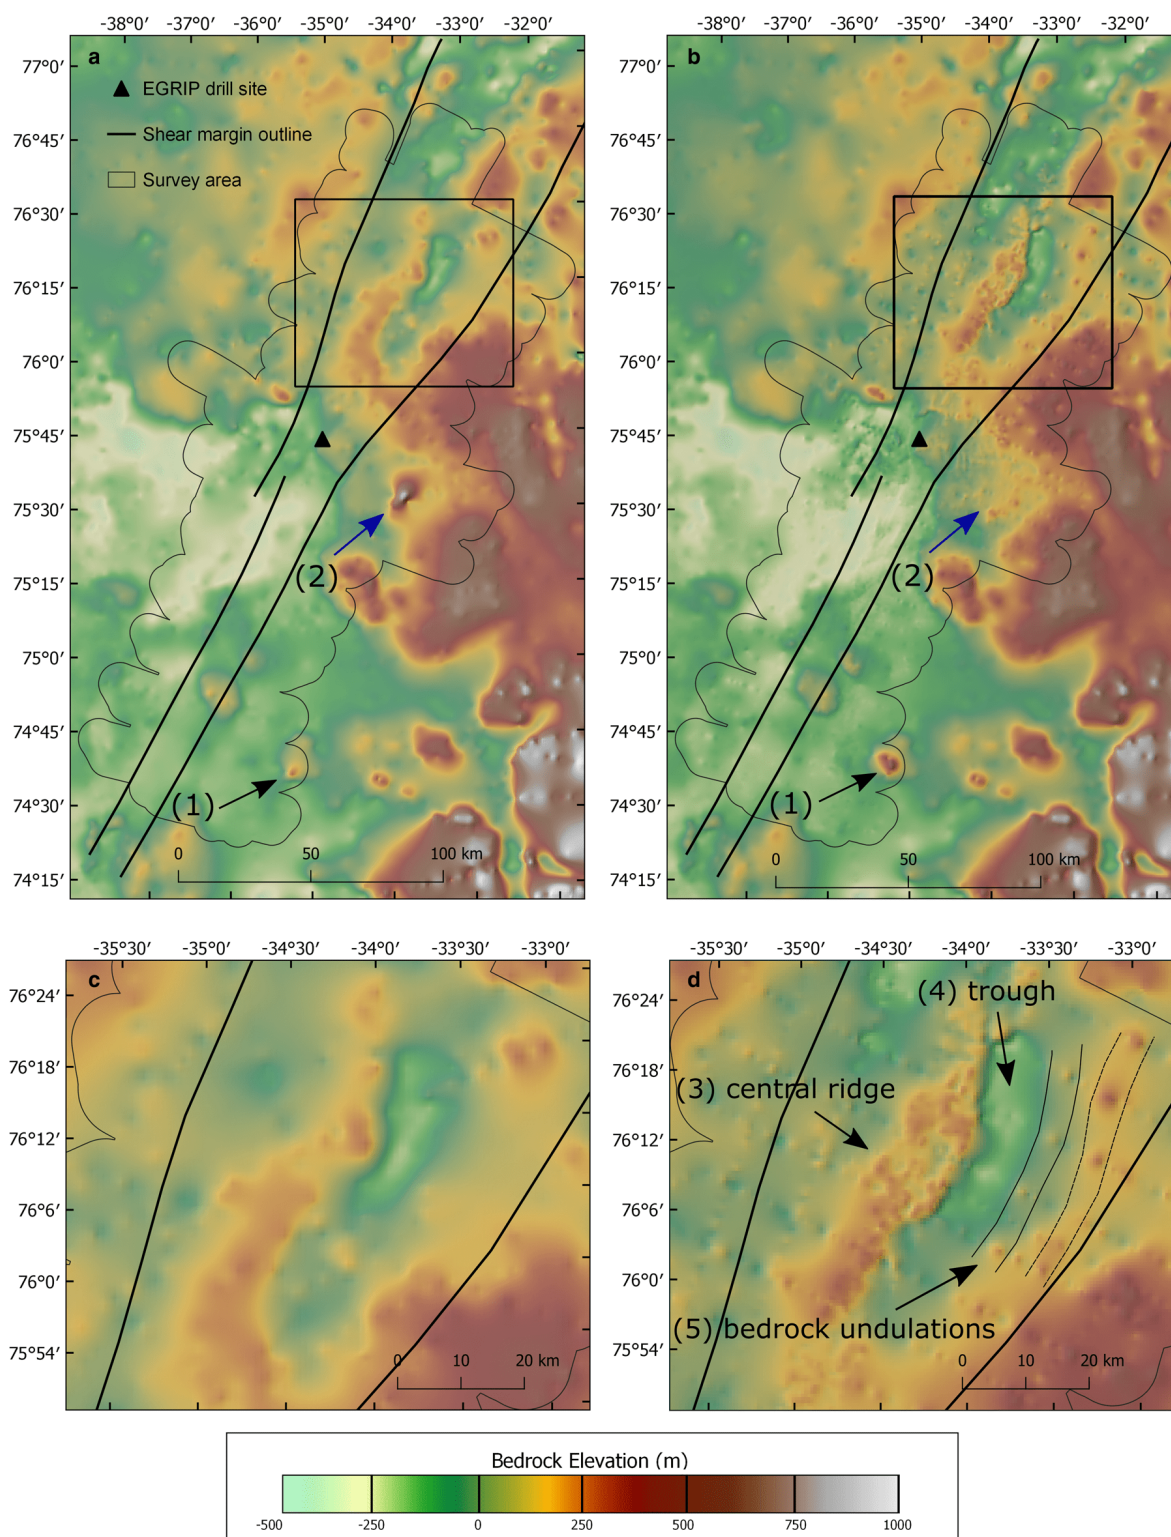 -38°0′ -37°0′ -36°0′ -35°0′ -34°0′ -33°0′ -32°0′
a
77°0′
EGRIP drill site
76°45′
Shear margin outline
Survey area
76°30′
76°15′
76°0′
75°45′
75°30′
(2)
75°15′
75°0′
74°45′
(1)
74°30′
0 50 100 km
74°15′
-38°0′ -37°0′ -36°0′ -35°0′ -34°0′ -33°0′ -32°0′
b
77°0′
76°45′
76°30′
76°15′
76°0′
75°45′
75°30′
(2)
75°15′
75°0′
74°45′
(1)
74°30′
0 50 100 km
74°15′
-35°30′ -35°0′ -34°30′ -34°0′ -33°30′ -33°0′
c
76°24′
76°18′
76°12′
76°6′
76°0′
75°54′
0 10 20 km
-35°30′ -35°0′ -34°30′ -34°0′ -33°30′ -33°0′
d
(4) trough
76°24′
76°18′
(3) central ridge
76°12′
76°6′
76°0′
(5) bedrock undulations
75°54′
0 10 20 km
Bedrock Elevation (m)
-500 -250 0 250 500 750 1000